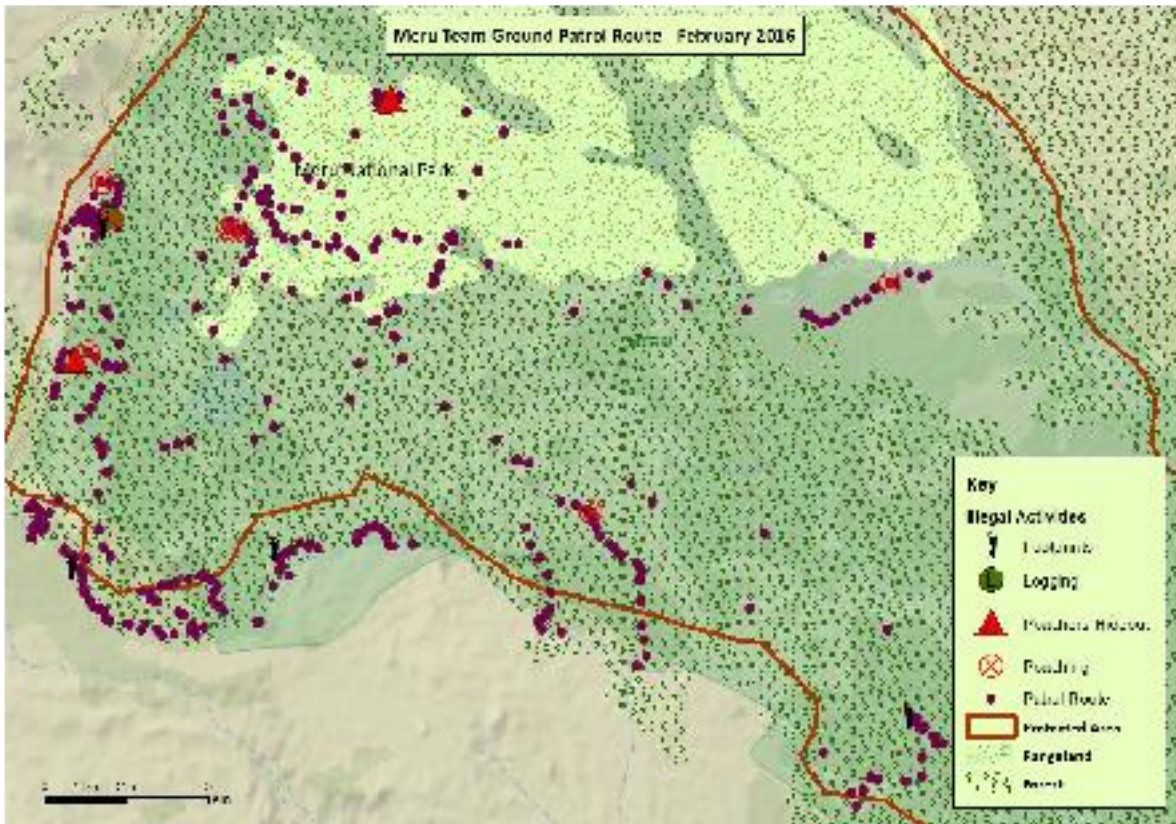 Meru Team Ground Patrol Route - February 2016
Meru National Park
Key
Illegal Activities
Footprints
Logging
Poachers Hideout
Poaching
Patrol Route
Protected Area
Rangeland
Forest